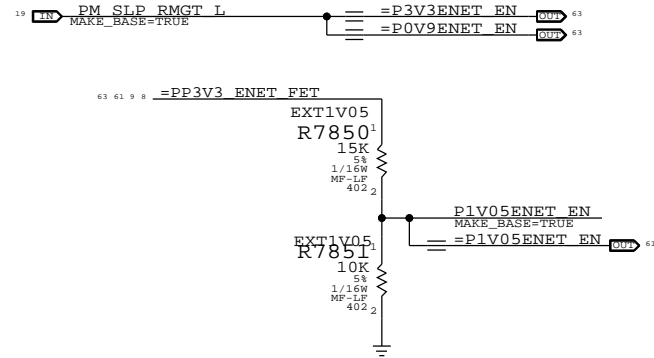 19 IN PM_SLP_RMGT_L =P3V3ENET_EN OUT 63
MAKE_BASE=TRUE
=P0V9ENET_EN OUT 63
63 61 9 8 =PP3V3_ENET_FET
EXT1V05
R7850 1
15K
5%
1/16W
MF-LF
402 2
P1V05ENET_EN
MAKE_BASE=TRUE
EXT1V05 =P1V05ENET_EN OUT 61
R7851 1
10K
5%
1/16W
MF-LF
402 2